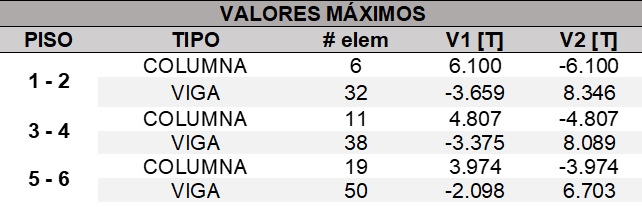 VALORES MÁXIMOS
PISO TIPO # elem V1 [T] V2 [T]
1 - 2 COLUMNA 6 6.100 -6.100
VIGA 32 -3.659 8.346
3 - 4 COLUMNA 11 4.807 -4.807
VIGA 38 -3.375 8.089
5 - 6 COLUMNA 19 3.974 -3.974
VIGA 50 -2.098 6.703